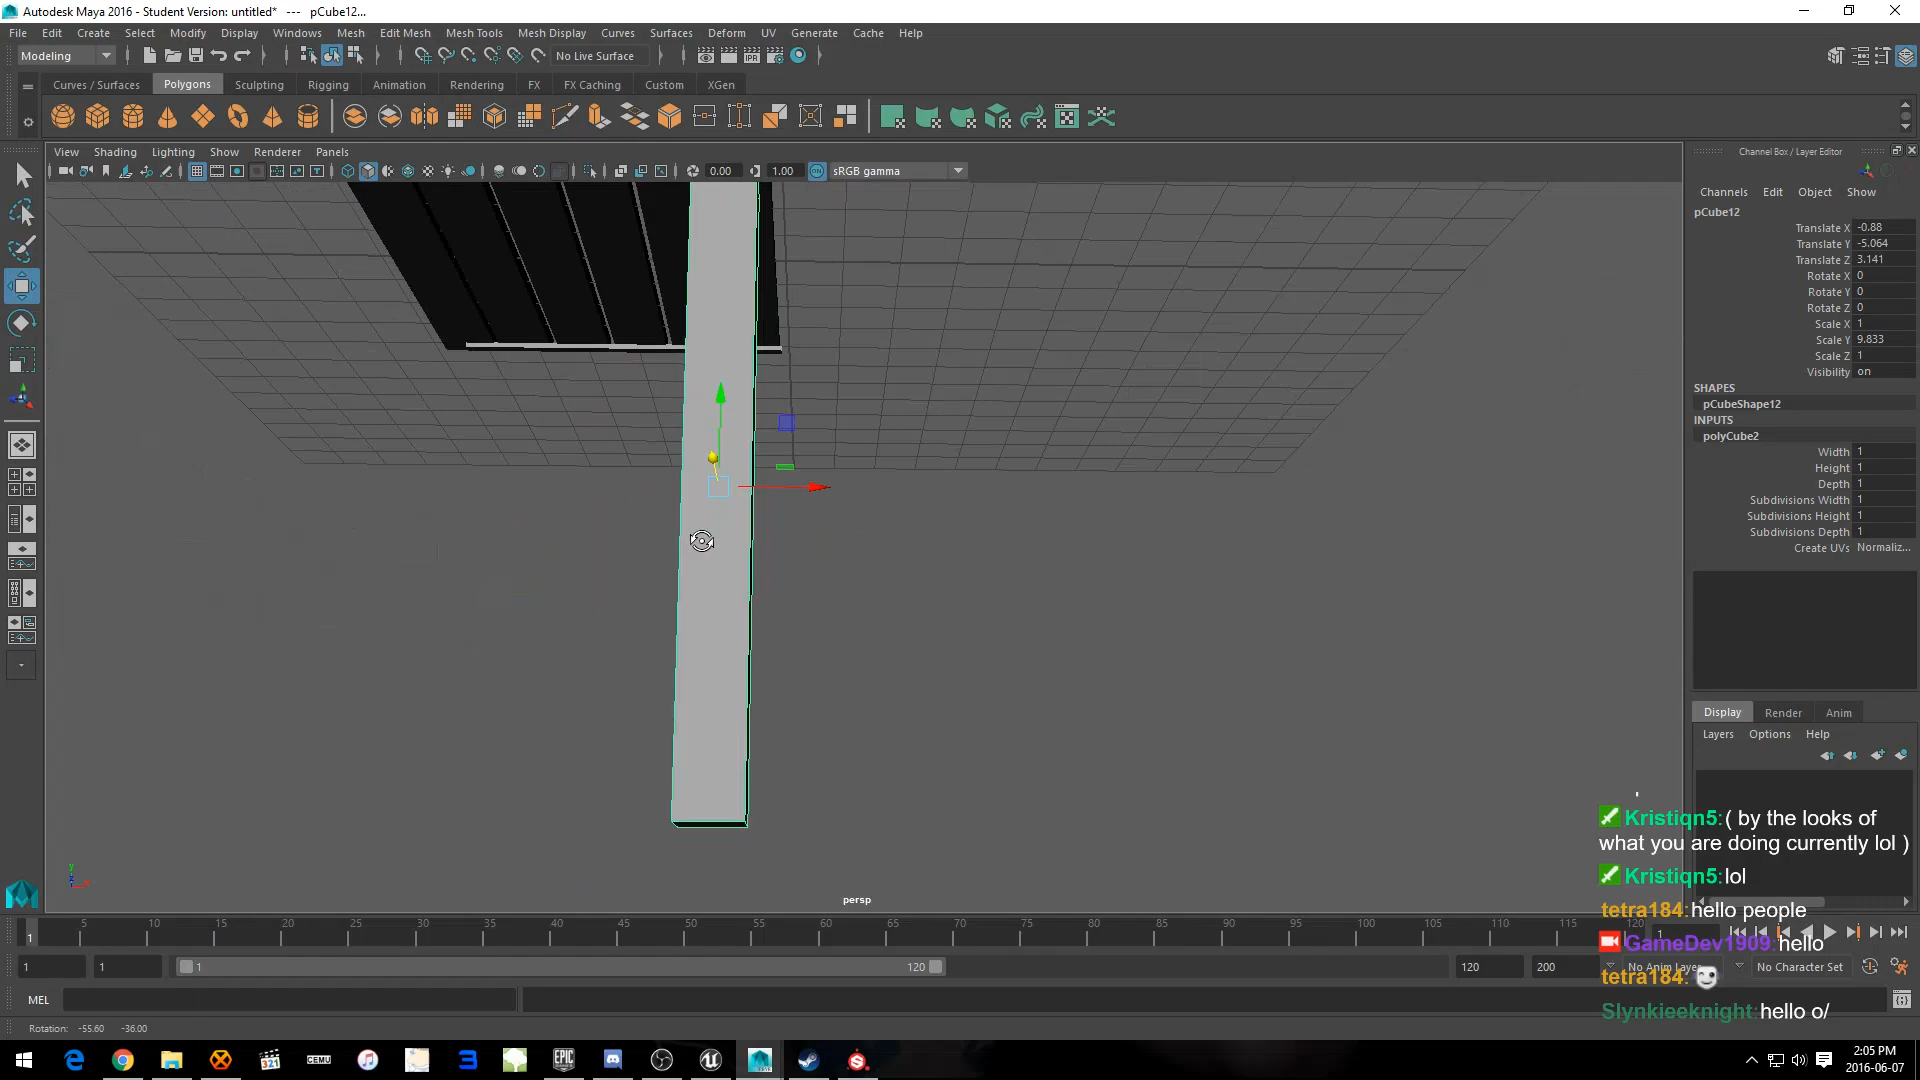 Autodesk Maya 2016 - Student Version: untitled*   ---   pCube12...
File Edit Create Select Modify Display Windows Mesh Edit Mesh Mesh Tools Mesh Display Curves Surfaces Deform UV Generate Cache Help
Modeling
No Live Surface
Curves / Surfaces Polygons Sculpting Rigging Animation Rendering FX FX Caching Custom XGen
View Shading Lighting Show Renderer Panels
0.00 1.00 sRGB gamma
Channel Box / Layer Editor
Channels Edit Object Show
pCube12
Translate X -0.88
Translate Y -5.064
Translate Z 3.141
Rotate X 0
Rotate Y 0
Rotate Z 0
Scale X 1
Scale Y 9.833
Scale Z 1
Visibility on
SHAPES
pCubeShape12
INPUTS
polyCube2
Width 1
Height 1
Depth 1
Subdivisions Width 1
Subdivisions Height 1
Subdivisions Depth 1
Create UVs Normaliz...
Display Render Anim
Layers Options Help
persp
Kristiqn5: ( by the looks of
what you are doing currently lol )
Kristiqn5: lol
tetra184: hello people
GameDev1909: hello
tetra184:
Slynkieeknight: hello o/
1 5 10 15 20 25 30 35 40 45 50 55 60 65 70 75 80 85 90 95 100 105 110 115 120
1 1 1 120 120 200 No Anim Layer No Character Set
MEL
Rotation: -55.60 -36.00
321 CEMU EPIC GAMES
2:05 PM
2016-06-07